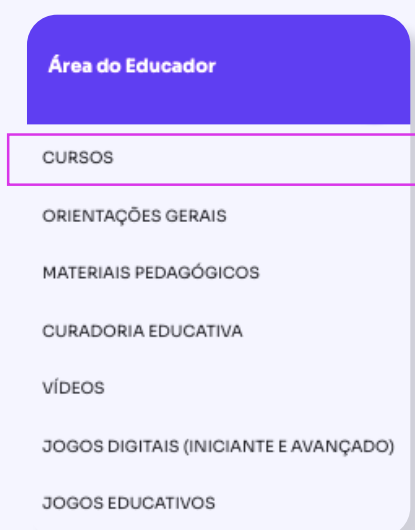 Área do Educador
CURSOS
ORIENTAÇÕES GERAIS
MATERIAIS PEDAGÓGICOS
CURADORIA EDUCATIVA
VÍDEOS
JOGOS DIGITAIS (INICIANTE E AVANÇADO)
JOGOS EDUCATIVOS